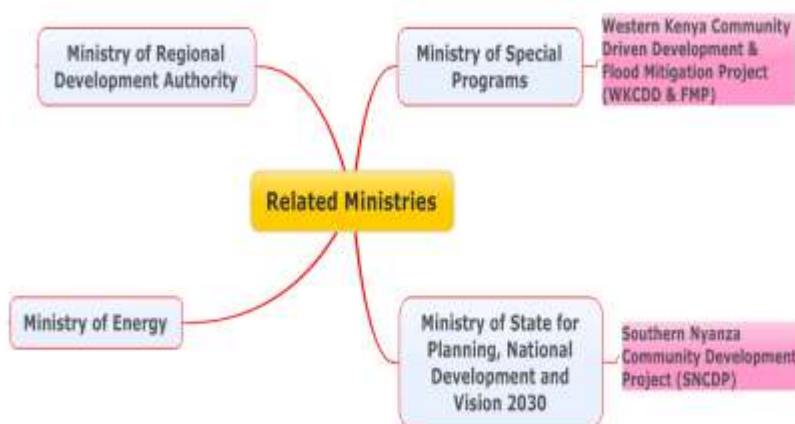 Ministry of Regional
Development Authority
Ministry of Special
Programs
Western Kenya Community
Driven Development &
Flood Mitigation Project
(WKCDD & FMP)
Related Ministries
Ministry of Energy
Ministry of State for
Planning, National
Development and
Vision 2030
Southern Nyanza
Community Development
Project (SNCDP)